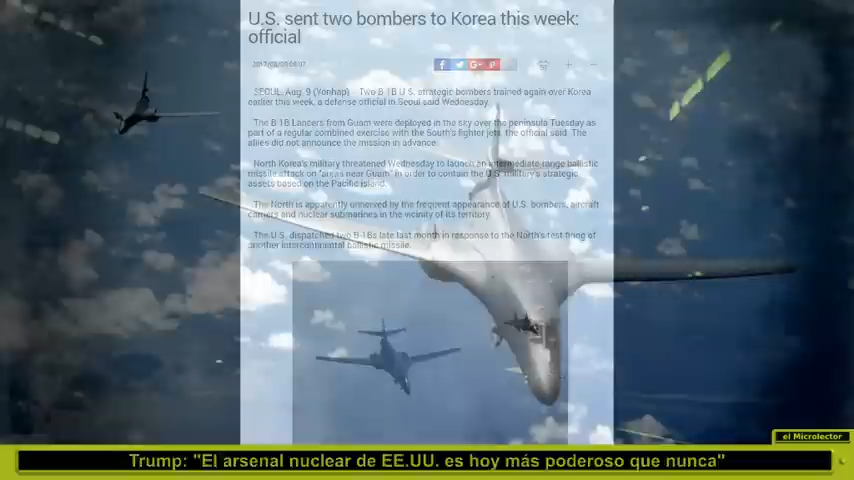 U.S. sent two bombers to Korea this week:
official
SEOUL, Aug. 9 (Yonhap) -- Two B-1B U.S. strategic bombers trained again over Korea
earlier this week, a defense official in Seoul said Wednesday.
The B-1B Lancers from Guam were deployed in the sky over the peninsula Tuesday as
part of a regular combined exercise with the South's fighter jets, the official said. The
allies did not announce the mission in advance.
North Korea's military threatened Wednesday to launch an intermediate-range ballistic
missile attack on "areas near Guam" in order to contain the U.S. military's strategic
assets based on the Pacific island.
The North is apparently unnerved by the frequent appearance of U.S. bombers, aircraft
carriers and nuclear submarines in the vicinity of its territory.
The U.S. dispatched two B-1Bs late last month in response to the North's test-firing of
another intercontinental ballistic missile.
el Microlector
Trump: "El arsenal nuclear de EE.UU. es hoy más poderoso que nunca"